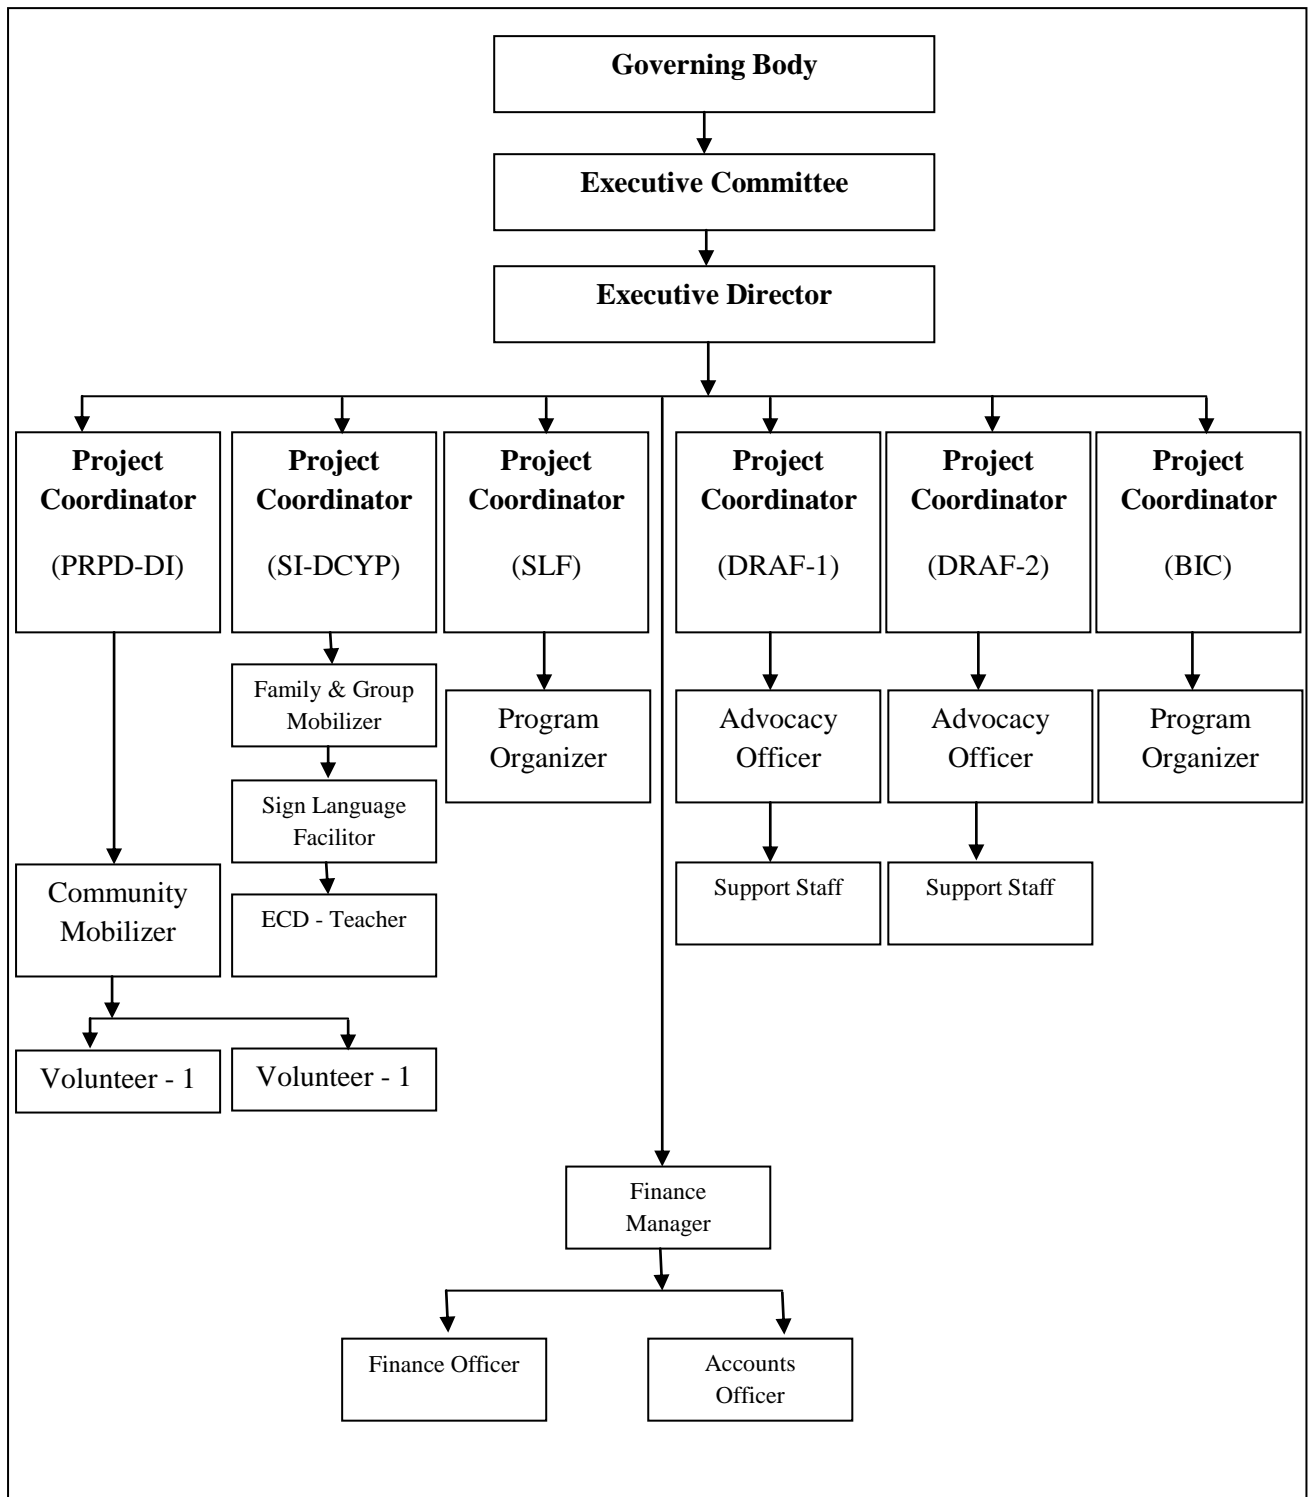 Governing Body
Executive Committee
Executive Director
Project
Coordinator
(PRPD-DI)
Project
Coordinator
(SI-DCYP)
Project
Coordinator
(SLF)
Project
Coordinator
(DRAF-1)
Project
Coordinator
(DRAF-2)
Project
Coordinator
(BIC)
Family & Group
Mobilizer
Program
Organizer
Advocacy
Officer
Advocacy
Officer
Program
Organizer
Sign Language
Facilitor
Community
Mobilizer
ECD - Teacher
Support Staff
Support Staff
Volunteer - 1
Volunteer - 1
Finance
Manager
Finance Officer
Accounts
Officer